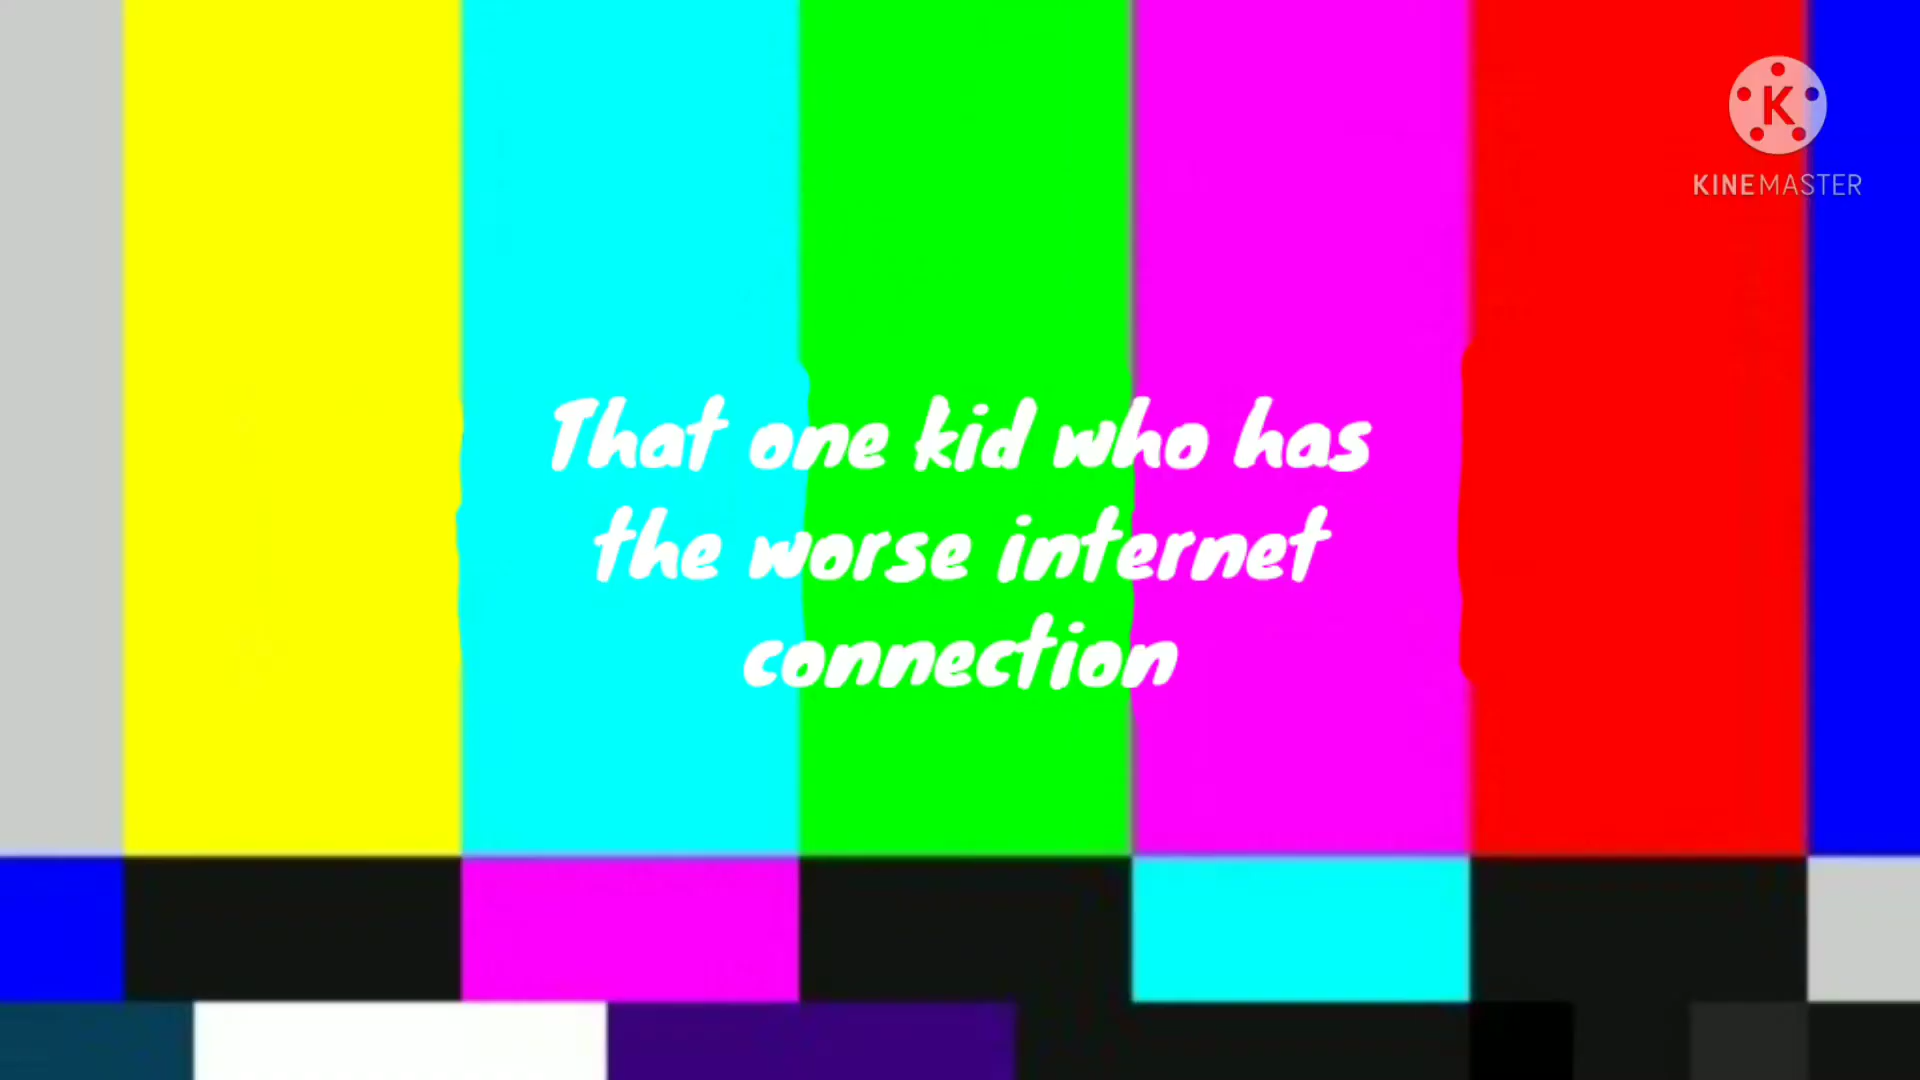 K
KINEMASTER
That one kid who has
the worse internet
connection